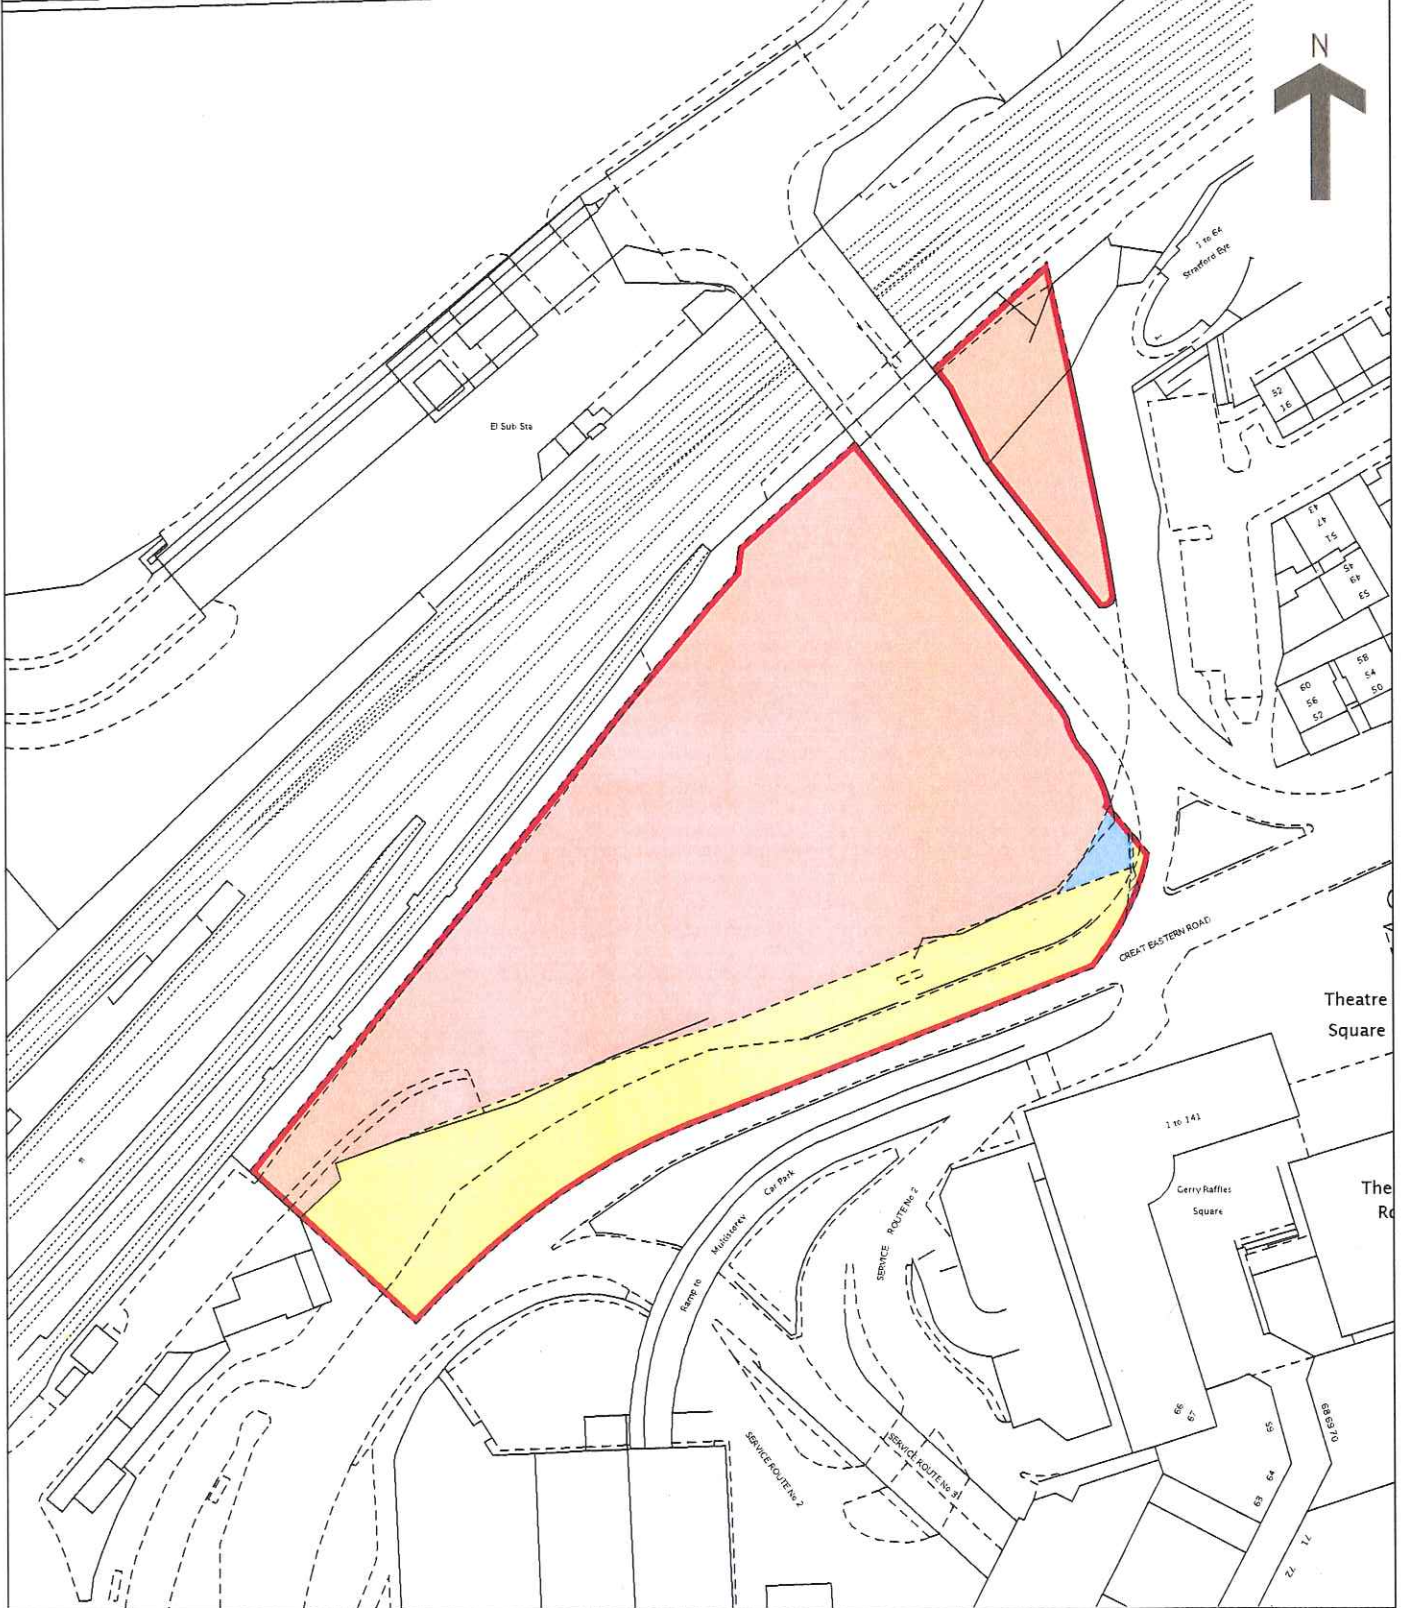 N
1 to 64
Stratford Eye
El Sub Sta
52
16
43
47
51
45
49
53
58
54
50
60
56
52
GREAT EASTERN ROAD
Theatre
Square
1 to 141
Gerry Raffles
Square
The
Ramp to
Multistorey
Car Park
SERVICE ROUTE No 2
66
67
68 69 70
65
64
63
71
72
SERVICE ROUTE No 2
SERVICE ROUTE No 3